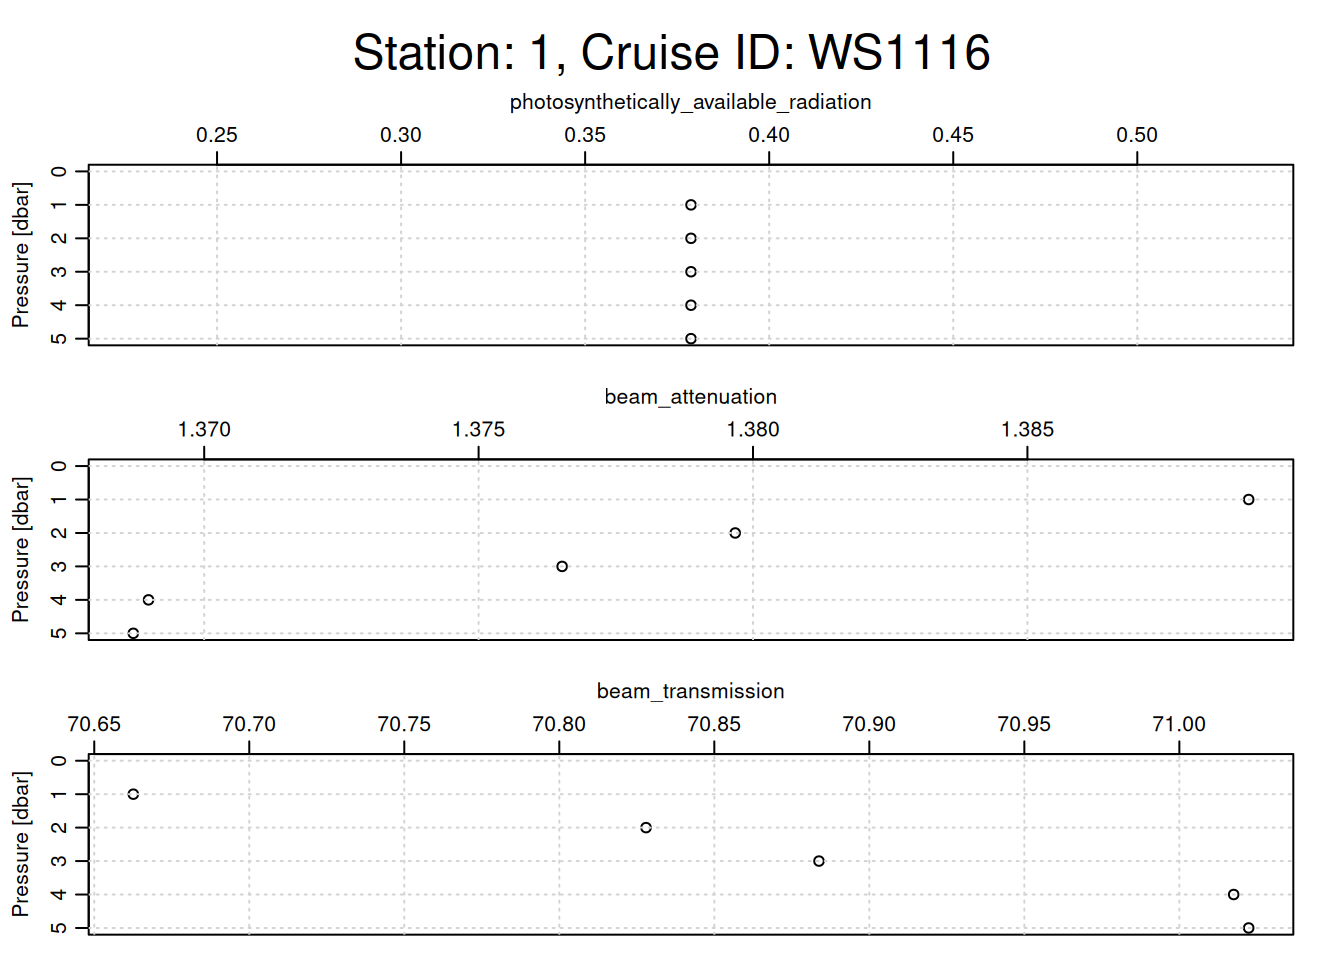 Station: 1, Cruise ID: WS1116
photosynthetically_available_radiation
0.25 0.30 0.35 0.40 0.45 0.50
Pressure [dbar]
0
1
2
3
4
5
beam_attenuation
1.370 1.375 1.380 1.385
Pressure [dbar]
0
1
2
3
4
5
beam_transmission
70.65 70.70 70.75 70.80 70.85 70.90 70.95 71.00
Pressure [dbar]
0
1
2
3
4
5